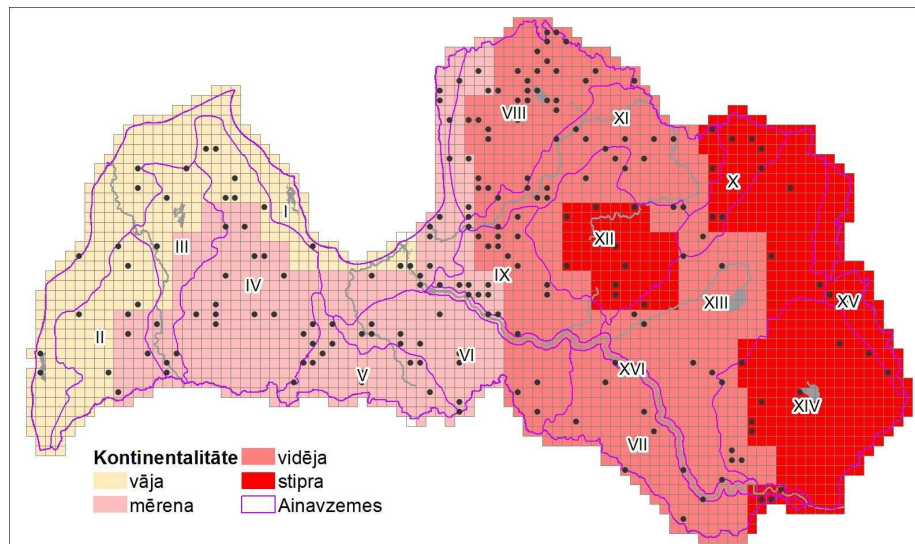 VIII
XI
X
I
III
XII
IV
IX
XIII
XV
II
VI
V
XVI
XIV
VII
Kontinentalitāte
vāja
mērena
vidēja
stipra
Ainavzemes